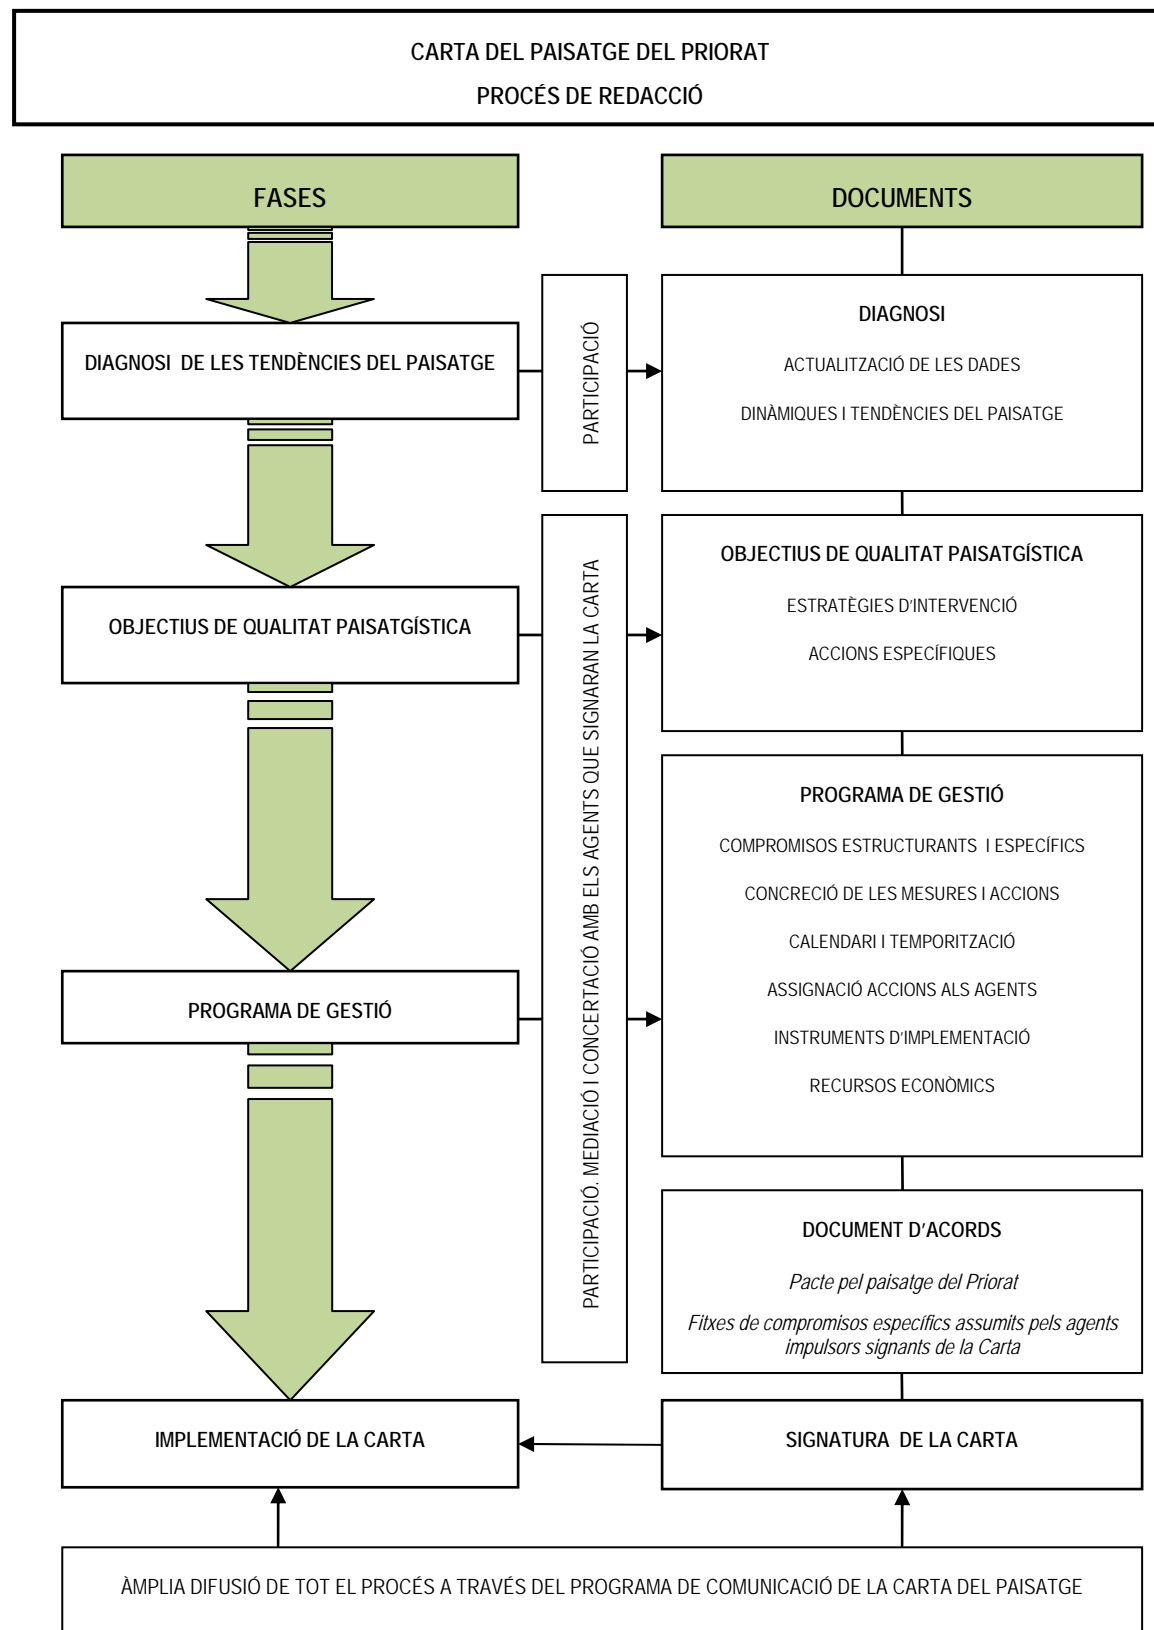 CARTA DEL PAISATGE DEL PRIORAT
PROCÉS DE REDACCIÓ
FASES
DOCUMENTS
DIAGNOSI DE LES TENDÈNCIES DEL PAISATGE
PARTICIPACIÓ
DIAGNOSI
ACTUALITZACIÓ DE LES DADES
DINÀMIQUES I TENDÈNCIES DEL PAISATGE
OBJECTIUS DE QUALITAT PAISATGÍSTICA
PARTICIPACIÓ. MEDIACIÓ I CONCERTACIÓ AMB ELS AGENTS QUE SIGNARAN LA CARTA
OBJECTIUS DE QUALITAT PAISATGÍSTICA
ESTRATÈGIES D'INTERVENCIÓ
ACCIONS ESPECÍFIQUES
PROGRAMA DE GESTIÓ
PROGRAMA DE GESTIÓ
COMPROMISOS ESTRUCTURANTS I ESPECÍFICS
CONCRECIÓ DE LES MESURES I ACCIONS
CALENDARI I TEMPORITZACIÓ
ASSIGNACIÓ ACCIONS ALS AGENTS
INSTRUMENTS D'IMPLEMENTACIÓ
RECURSOS ECONÒMICS
DOCUMENT D'ACORDS
Pacte pel paisatge del Priorat
Fitxes de compromisos específics assumits pels agents
impulsors signants de la Carta
IMPLEMENTACIÓ DE LA CARTA
SIGNATURA DE LA CARTA
ÀMPLIA DIFUSIÓ DE TOT EL PROCÉS A TRAVÉS DEL PROGRAMA DE COMUNICACIÓ DE LA CARTA DEL PAISATGE